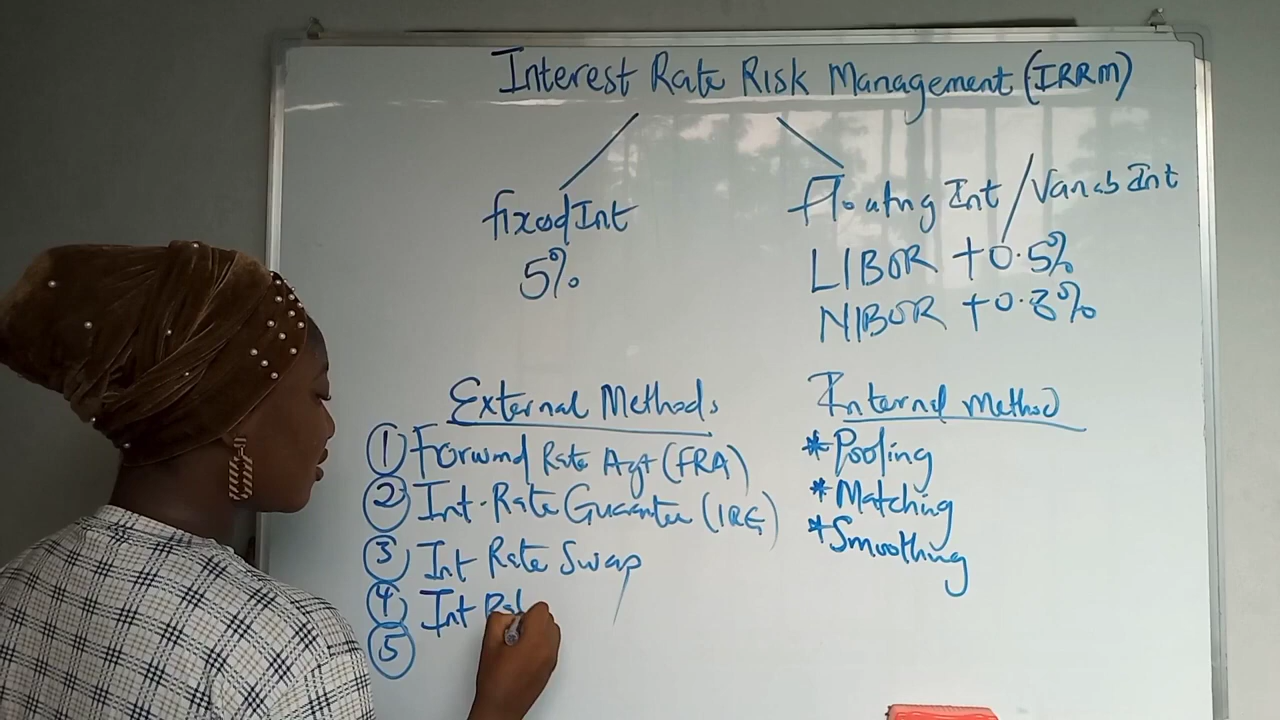 Interest Rate Risk Management (IRRM)
fixed Int
5%
Floating Int / Variab Int
LIBOR + 0.5%
NIBOR + 0.8%
External Methods
① Forward Rate Agt (FRA)
② Int. Rate Guarantee (IRG)
③ Int Rate Swap
④ Int Rat
⑤
Internal Method
* Pooling
* Matching
* Smoothing